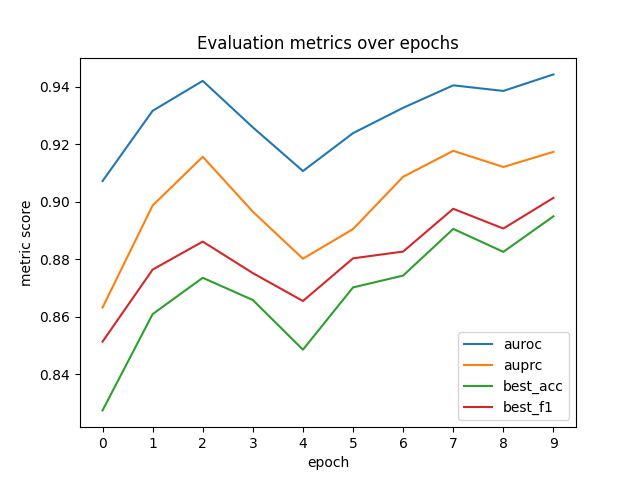 Evaluation metrics over epochs
metric score
0.94
0.92
0.90
0.88
0.86
0.84
auroc
auprc
best_acc
best_f1
0 1 2 3 4 5 6 7 8 9
epoch